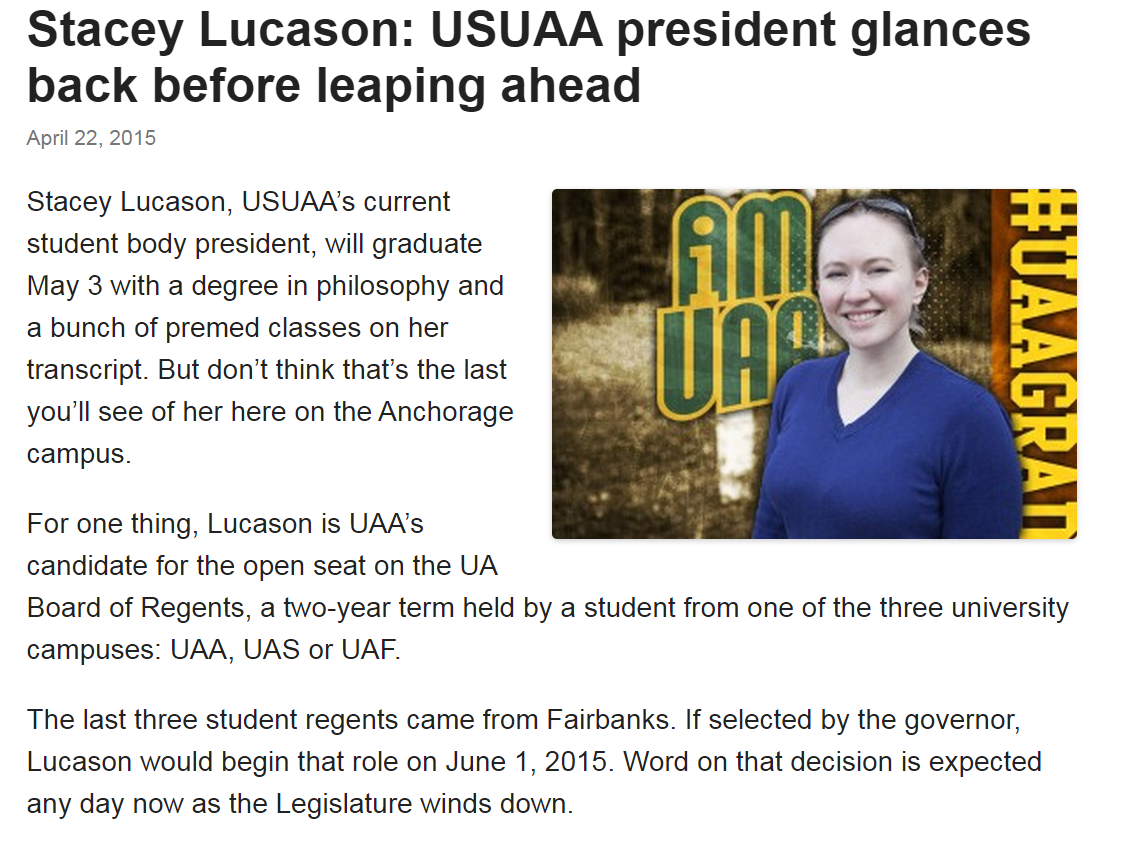 Stacey Lucason: USUAA president glances
back before leaping ahead
April 22, 2015
Stacey Lucason, USUAA’s current
student body president, will graduate
May 3 with a degree in philosophy and
a bunch of premed classes on her
transcript. But don’t think that’s the last
you’ll see of her here on the Anchorage
campus.
iM
UAA
#UAAGRAD
For one thing, Lucason is UAA’s
candidate for the open seat on the UA
Board of Regents, a two-year term held by a student from one of the three university
campuses: UAA, UAS or UAF.
The last three student regents came from Fairbanks. If selected by the governor,
Lucason would begin that role on June 1, 2015. Word on that decision is expected
any day now as the Legislature winds down.